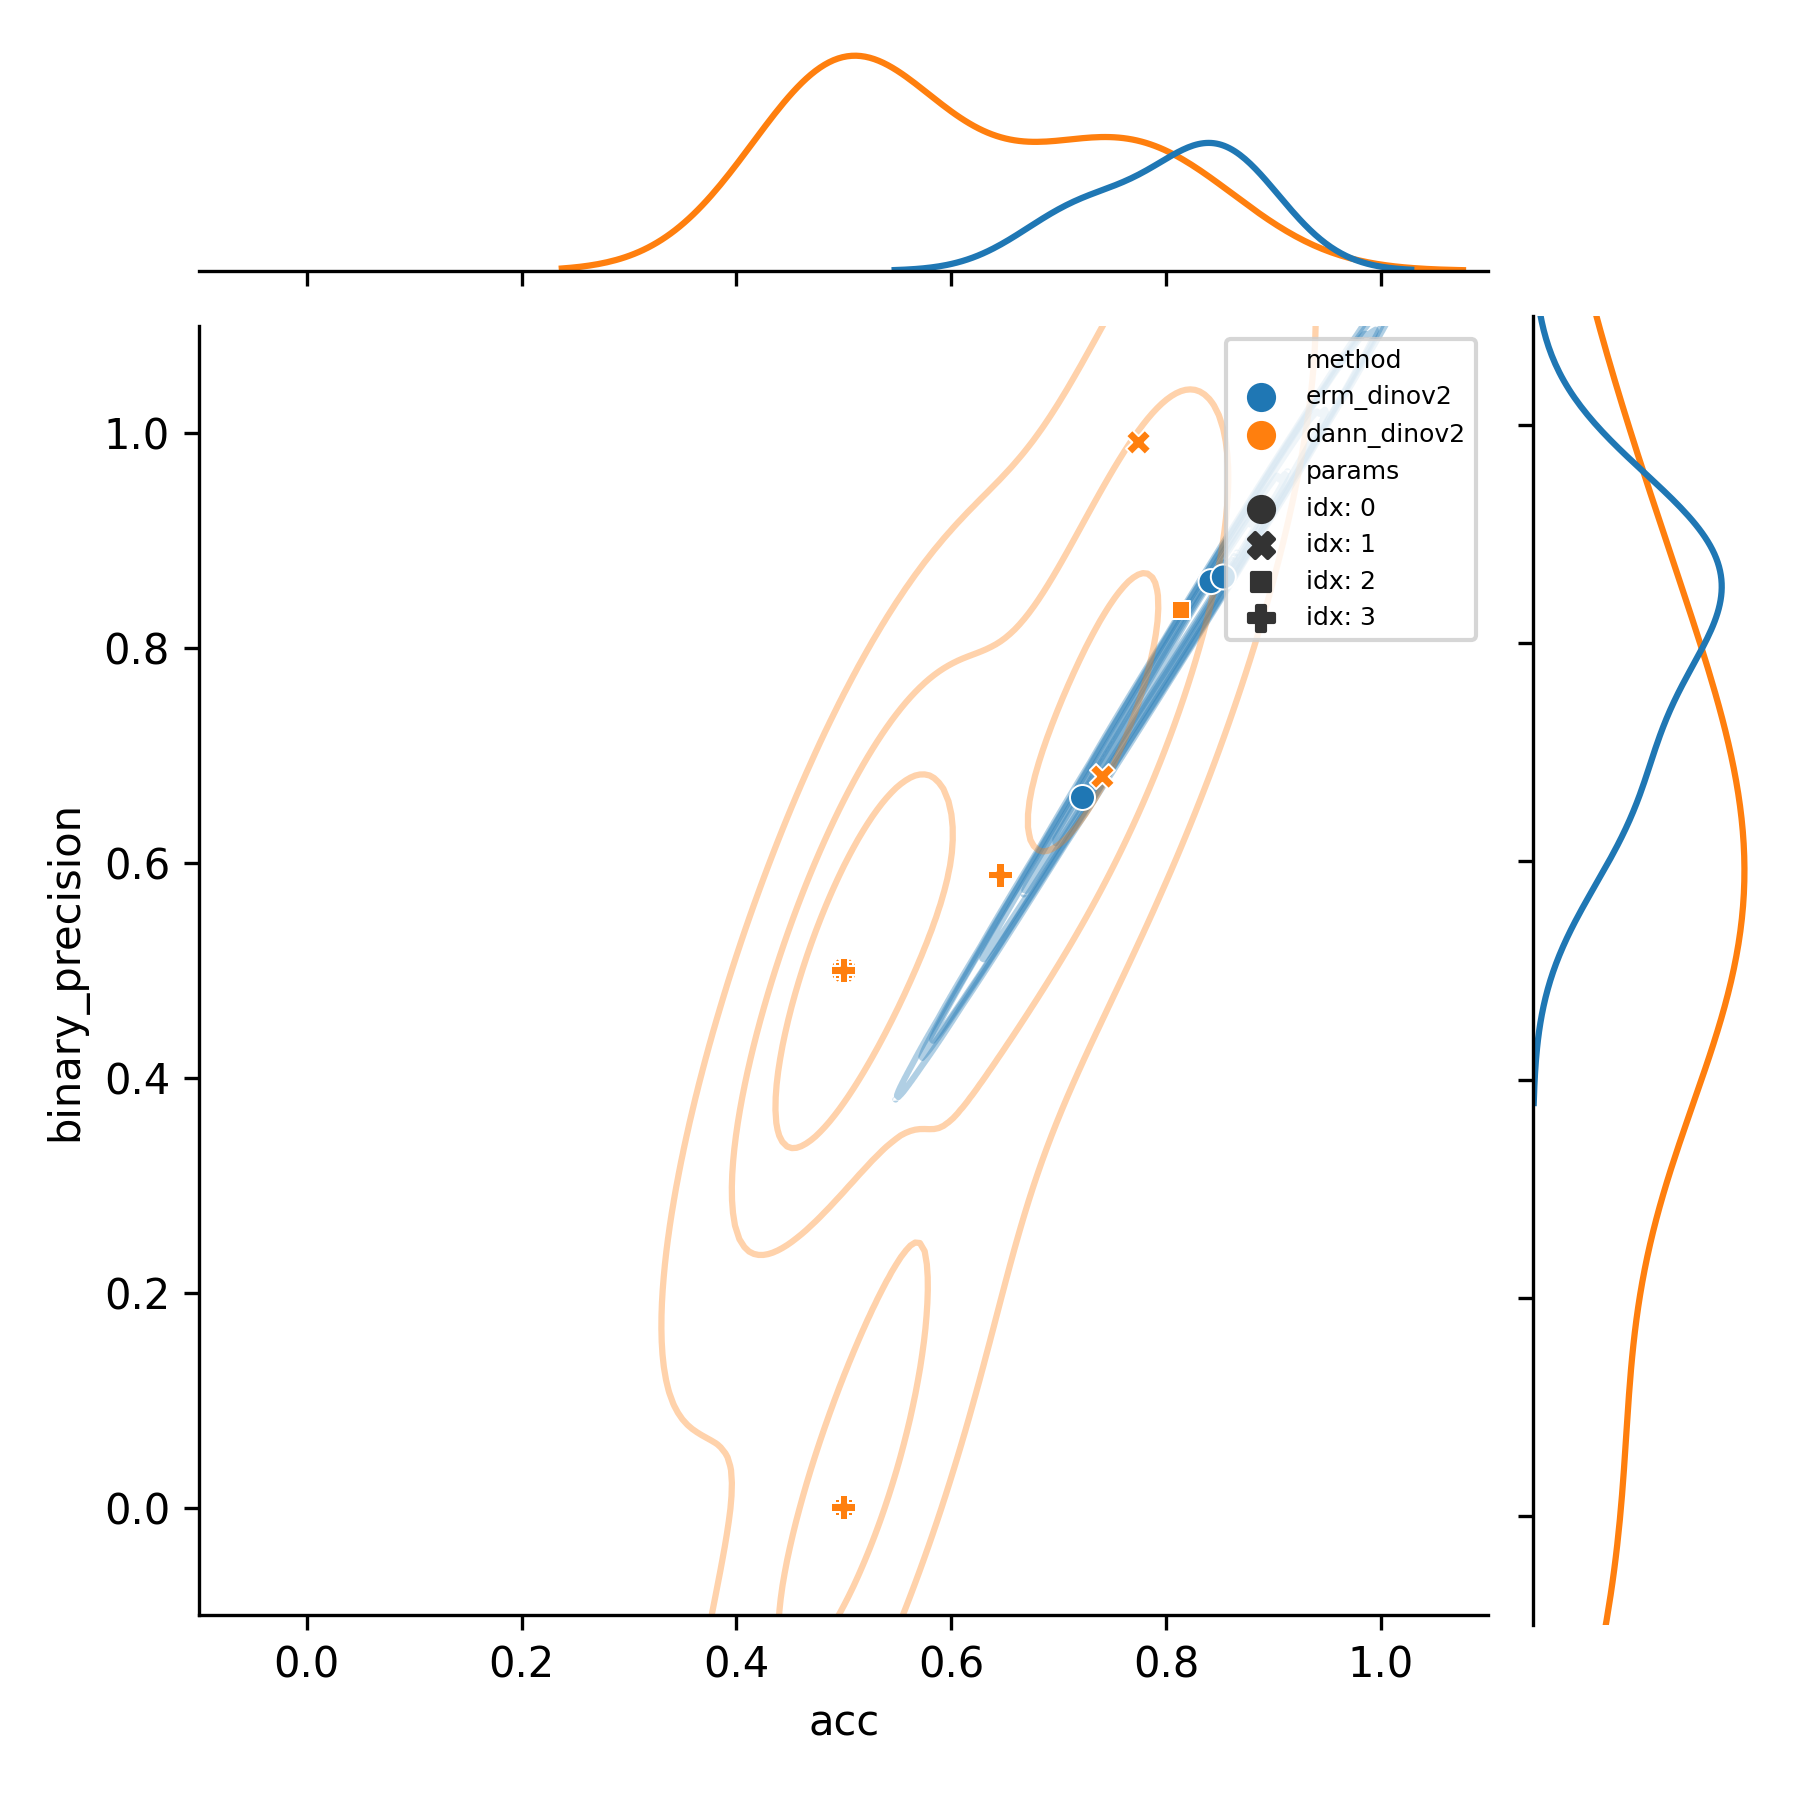 method
erm_dinov2
dann_dinov2
params
idx: 0
idx: 1
idx: 2
idx: 3
1.0
0.8
0.6
0.4
0.2
0.0
binary_precision
0.0
0.2
0.4
0.6
0.8
1.0
acc